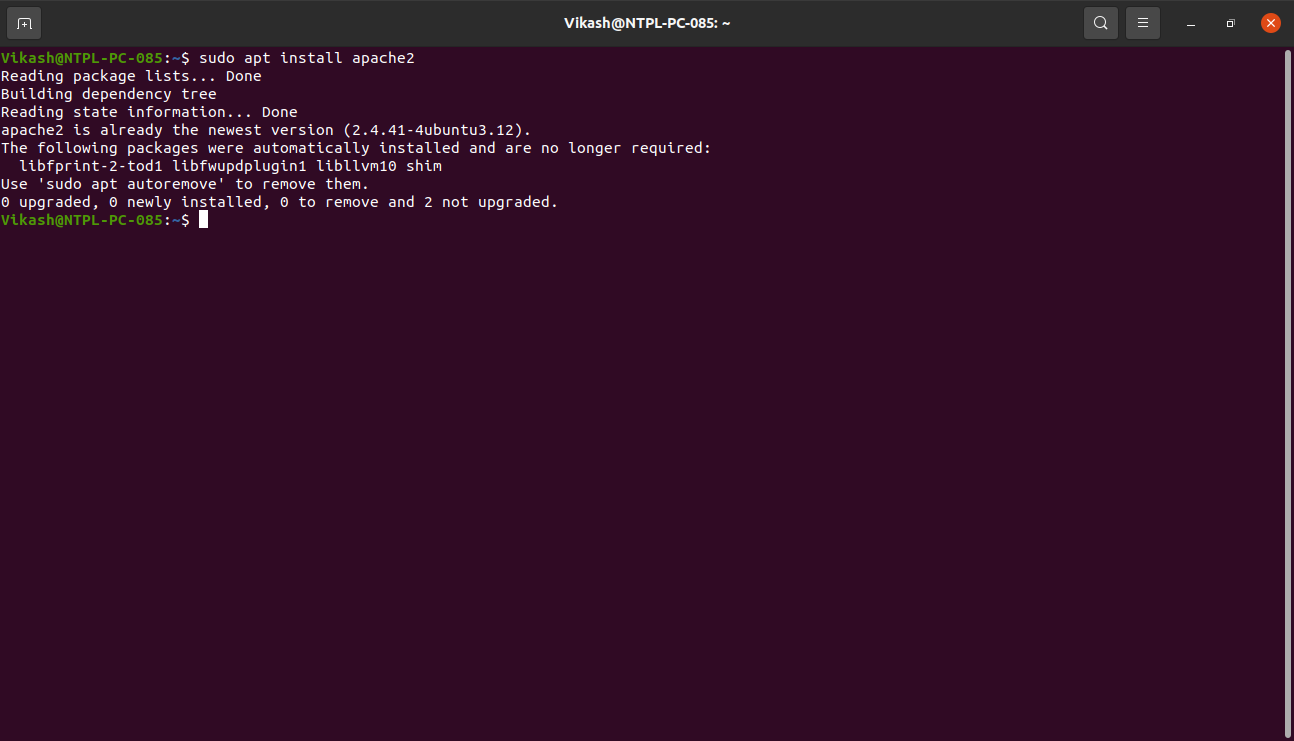 Vikash@NTPL-PC-085: ~
Vikash@NTPL-PC-085:~$ sudo apt install apache2
Reading package lists... Done
Building dependency tree
Reading state information... Done
apache2 is already the newest version (2.4.41-4ubuntu3.12).
The following packages were automatically installed and are no longer required:
  libfprint-2-tod1 libfwupdplugin1 libllvm10 shim
Use 'sudo apt autoremove' to remove them.
0 upgraded, 0 newly installed, 0 to remove and 2 not upgraded.
Vikash@NTPL-PC-085:~$